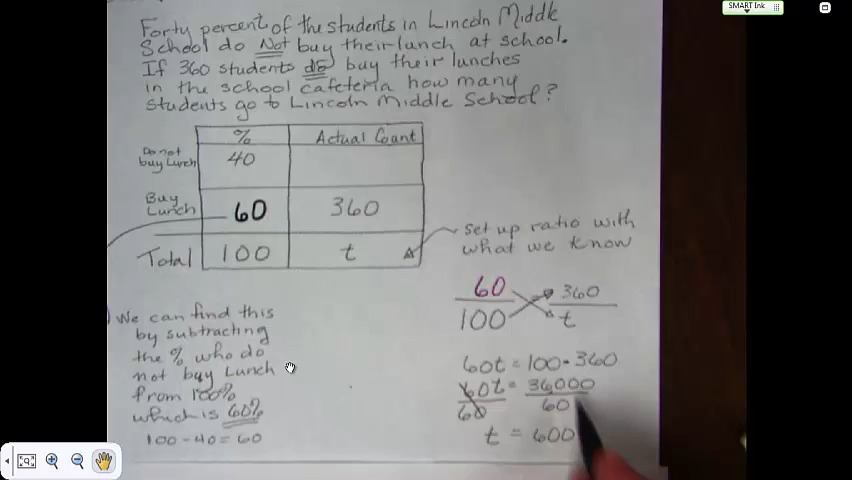 SMART Ink
Forty percent of the students in Lincoln Middle
School do Not buy their lunch at school.
If 360 students do buy their lunches
in the school cafeteria how many
students go to Lincoln Middle School?
% Actual Count
Do not
buy Lunch 40
Buy
Lunch 60 360
Total 100 t
set up ratio with
what we know
60 360
100 t
60t = 100 • 360
60t = 36000
60 60
t = 600
We can find this
by subtracting
the % who do
not buy Lunch
from 100%
which is 60%
100 - 40 = 60